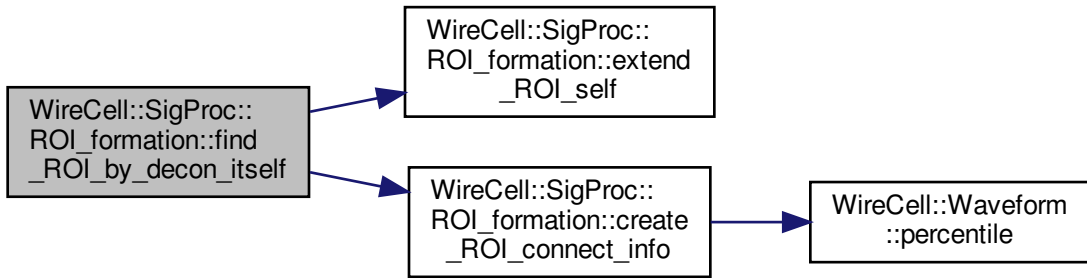 WireCell::SigProc::
ROI_formation::find
_ROI_by_decon_itself
WireCell::SigProc::
ROI_formation::extend
_ROI_self
WireCell::SigProc::
ROI_formation::create
_ROI_connect_info
WireCell::Waveform
::percentile